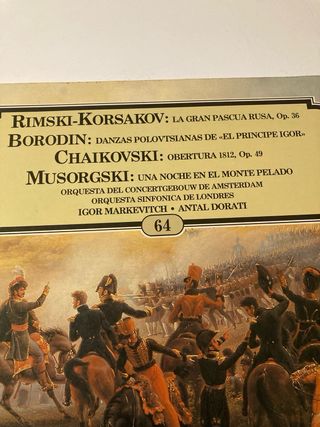 RIMSKI-KORSAKOV: LA GRAN PASCUA RUSA, Op. 36
BORODIN: DANZAS POLOVTSIANAS DE «EL PRINCIPE IGOR»
CHAIKOVSKI: OBERTURA 1812, Op. 49
MUSORGSKI: UNA NOCHE EN EL MONTE PELADO
ORQUESTA DEL CONCERTGEBOUW DE AMSTERDAM
ORQUESTA SINFONICA DE LONDRES
IGOR MARKEVITCH • ANTAL DORATI
64